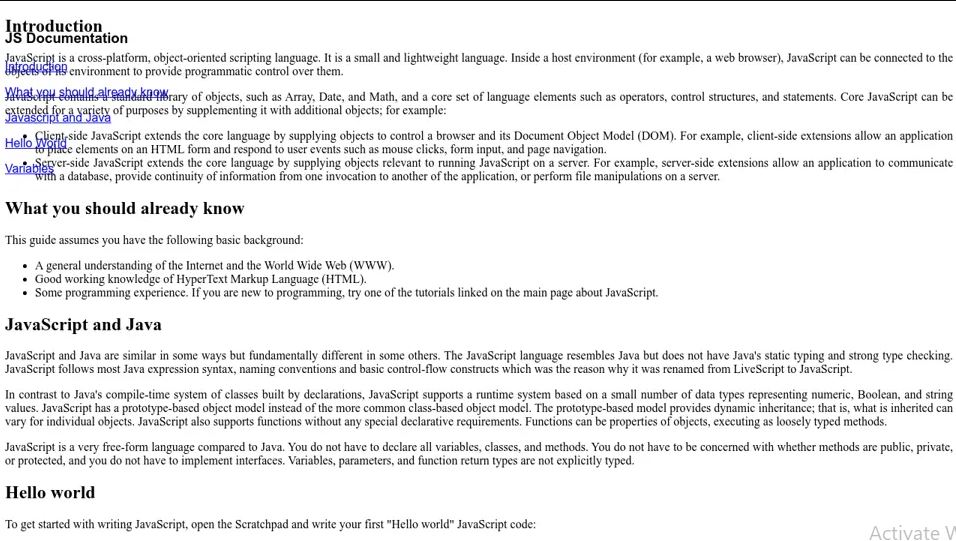 Introduction
JS Documentation
JavaScript is a cross-platform, object-oriented scripting language. It is a small and lightweight language. Inside a host environment (for example, a web browser), JavaScript can be connected to the
Introduction
objects of its environment to provide programmatic control over them.
What you should already know
JavaScript contains a standard library of objects, such as Array, Date, and Math, and a core set of language elements such as operators, control structures, and statements. Core JavaScript can be
extended for a variety of purposes by supplementing it with additional objects; for example:
Javascript and Java
• Client-side JavaScript extends the core language by supplying objects to control a browser and its Document Object Model (DOM). For example, client-side extensions allow an application
Hello World
to place elements on an HTML form and respond to user events such as mouse clicks, form input, and page navigation.
• Server-side JavaScript extends the core language by supplying objects relevant to running JavaScript on a server. For example, server-side extensions allow an application to communicate
Variables
with a database, provide continuity of information from one invocation to another of the application, or perform file manipulations on a server.
What you should already know
This guide assumes you have the following basic background:
• A general understanding of the Internet and the World Wide Web (WWW).
• Good working knowledge of HyperText Markup Language (HTML).
• Some programming experience. If you are new to programming, try one of the tutorials linked on the main page about JavaScript.
JavaScript and Java
JavaScript and Java are similar in some ways but fundamentally different in some others. The JavaScript language resembles Java but does not have Java's static typing and strong type checking.
JavaScript follows most Java expression syntax, naming conventions and basic control-flow constructs which was the reason why it was renamed from LiveScript to JavaScript.
In contrast to Java's compile-time system of classes built by declarations, JavaScript supports a runtime system based on a small number of data types representing numeric, Boolean, and string
values. JavaScript has a prototype-based object model instead of the more common class-based object model. The prototype-based model provides dynamic inheritance; that is, what is inherited can
vary for individual objects. JavaScript also supports functions without any special declarative requirements. Functions can be properties of objects, executing as loosely typed methods.
JavaScript is a very free-form language compared to Java. You do not have to declare all variables, classes, and methods. You do not have to be concerned with whether methods are public, private,
or protected, and you do not have to implement interfaces. Variables, parameters, and function return types are not explicitly typed.
Hello world
To get started with writing JavaScript, open the Scratchpad and write your first "Hello world" JavaScript code:
Activate W